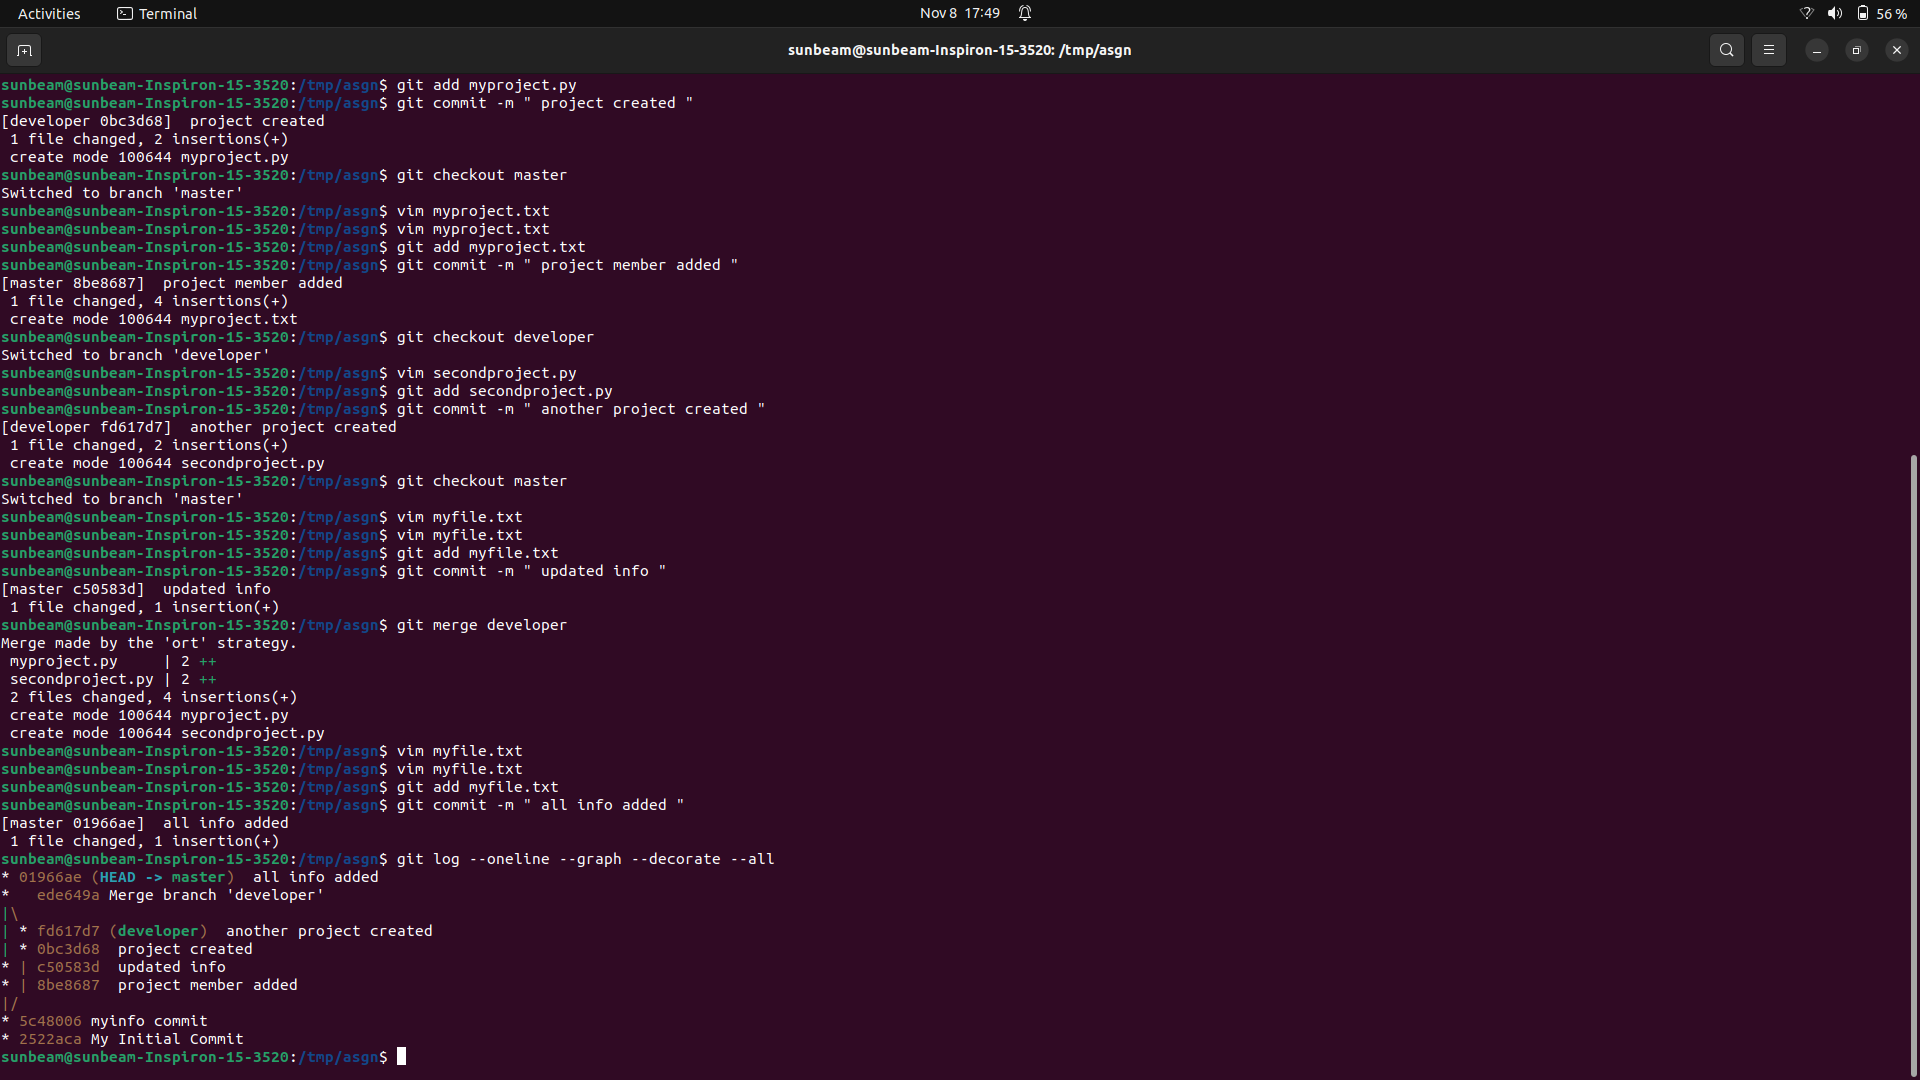 Activities Terminal Nov 8 17:49 56 %
sunbeam@sunbeam-Inspiron-15-3520: /tmp/asgn
sunbeam@sunbeam-Inspiron-15-3520:/tmp/asgn$ git add myproject.py
sunbeam@sunbeam-Inspiron-15-3520:/tmp/asgn$ git commit -m " project created "
[developer 0bc3d68]  project created
 1 file changed, 2 insertions(+)
 create mode 100644 myproject.py
sunbeam@sunbeam-Inspiron-15-3520:/tmp/asgn$ git checkout master
Switched to branch 'master'
sunbeam@sunbeam-Inspiron-15-3520:/tmp/asgn$ vim myproject.txt
sunbeam@sunbeam-Inspiron-15-3520:/tmp/asgn$ vim myproject.txt
sunbeam@sunbeam-Inspiron-15-3520:/tmp/asgn$ git add myproject.txt
sunbeam@sunbeam-Inspiron-15-3520:/tmp/asgn$ git commit -m " project member added "
[master 8be8687]  project member added
 1 file changed, 4 insertions(+)
 create mode 100644 myproject.txt
sunbeam@sunbeam-Inspiron-15-3520:/tmp/asgn$ git checkout developer
Switched to branch 'developer'
sunbeam@sunbeam-Inspiron-15-3520:/tmp/asgn$ vim secondproject.py
sunbeam@sunbeam-Inspiron-15-3520:/tmp/asgn$ git add secondproject.py
sunbeam@sunbeam-Inspiron-15-3520:/tmp/asgn$ git commit -m " another project created "
[developer fd617d7]  another project created
 1 file changed, 2 insertions(+)
 create mode 100644 secondproject.py
sunbeam@sunbeam-Inspiron-15-3520:/tmp/asgn$ git checkout master
Switched to branch 'master'
sunbeam@sunbeam-Inspiron-15-3520:/tmp/asgn$ vim myfile.txt
sunbeam@sunbeam-Inspiron-15-3520:/tmp/asgn$ vim myfile.txt
sunbeam@sunbeam-Inspiron-15-3520:/tmp/asgn$ git add myfile.txt
sunbeam@sunbeam-Inspiron-15-3520:/tmp/asgn$ git commit -m " updated info "
[master c50583d]  updated info
 1 file changed, 1 insertion(+)
sunbeam@sunbeam-Inspiron-15-3520:/tmp/asgn$ git merge developer
Merge made by the 'ort' strategy.
 myproject.py     | 2 ++
 secondproject.py | 2 ++
 2 files changed, 4 insertions(+)
 create mode 100644 myproject.py
 create mode 100644 secondproject.py
sunbeam@sunbeam-Inspiron-15-3520:/tmp/asgn$ vim myfile.txt
sunbeam@sunbeam-Inspiron-15-3520:/tmp/asgn$ vim myfile.txt
sunbeam@sunbeam-Inspiron-15-3520:/tmp/asgn$ git add myfile.txt
sunbeam@sunbeam-Inspiron-15-3520:/tmp/asgn$ git commit -m " all info added "
[master 01966ae]  all info added
 1 file changed, 1 insertion(+)
sunbeam@sunbeam-Inspiron-15-3520:/tmp/asgn$ git log --oneline --graph --decorate --all
* 01966ae (HEAD -> master)  all info added
*   ede649a Merge branch 'developer'
|\
| * fd617d7 (developer)  another project created
| * 0bc3d68  project created
* | c50583d  updated info
* | 8be8687  project member added
|/
* 5c48006 myinfo commit
* 2522aca My Initial Commit
sunbeam@sunbeam-Inspiron-15-3520:/tmp/asgn$